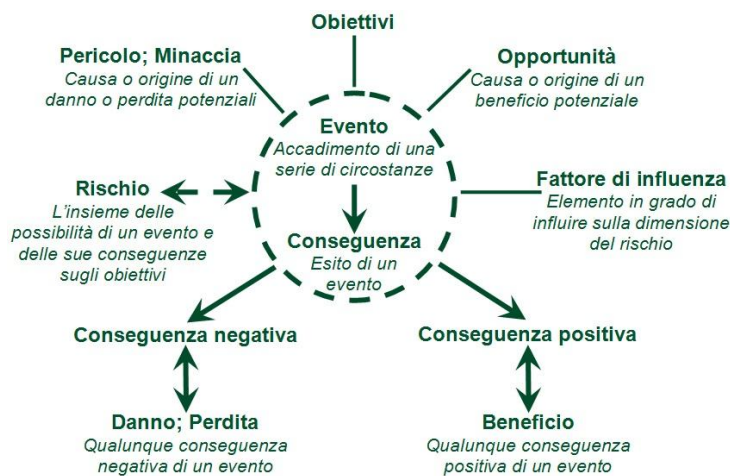 Obiettivi
Pericolo; Minaccia
Causa o origine di un
danno o perdita potenziali
Opportunità
Causa o origine di un
beneficio potenziale
Evento
Accadimento di una
serie di circostanze
Rischio
L'insieme delle
possibilità di un evento e
delle sue conseguenze
sugli obiettivi
Fattore di influenza
Elemento in grado di
influire sulla dimensione
del rischio
Conseguenza
Esito di un
evento
Conseguenza negativa
Conseguenza positiva
Danno; Perdita
Qualunque conseguenza
negativa di un evento
Beneficio
Qualunque conseguenza
positiva di un evento